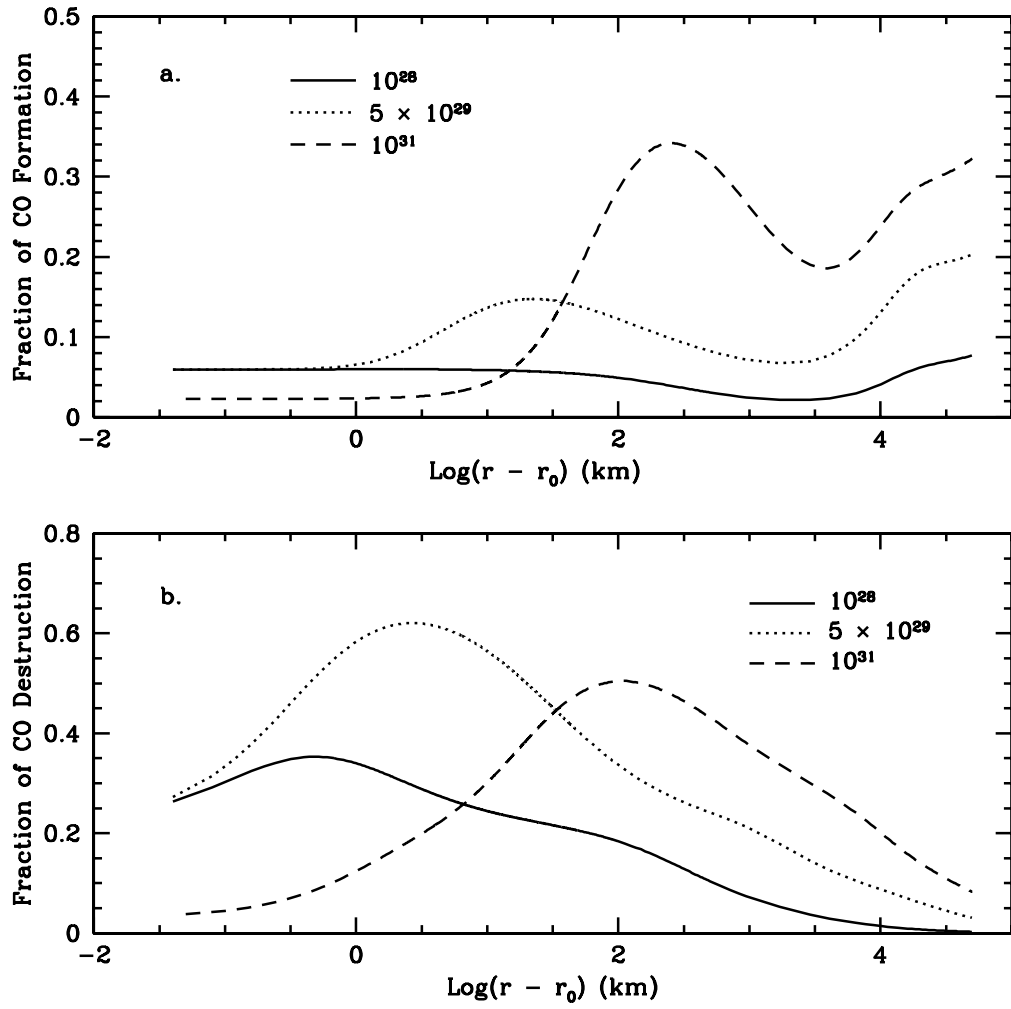 0.5
0.4
0.3
0.2
0.1
0
Fraction of CO Formation
a.
10²⁸
5 × 10²⁹
10³¹
−2 0 2 4
Log(r − r₀) (km)
0.8
0.6
0.4
0.2
0
Fraction of CO Destruction
b.
10²⁸
5 × 10²⁹
10³¹
−2 0 2 4
Log(r − r₀) (km)